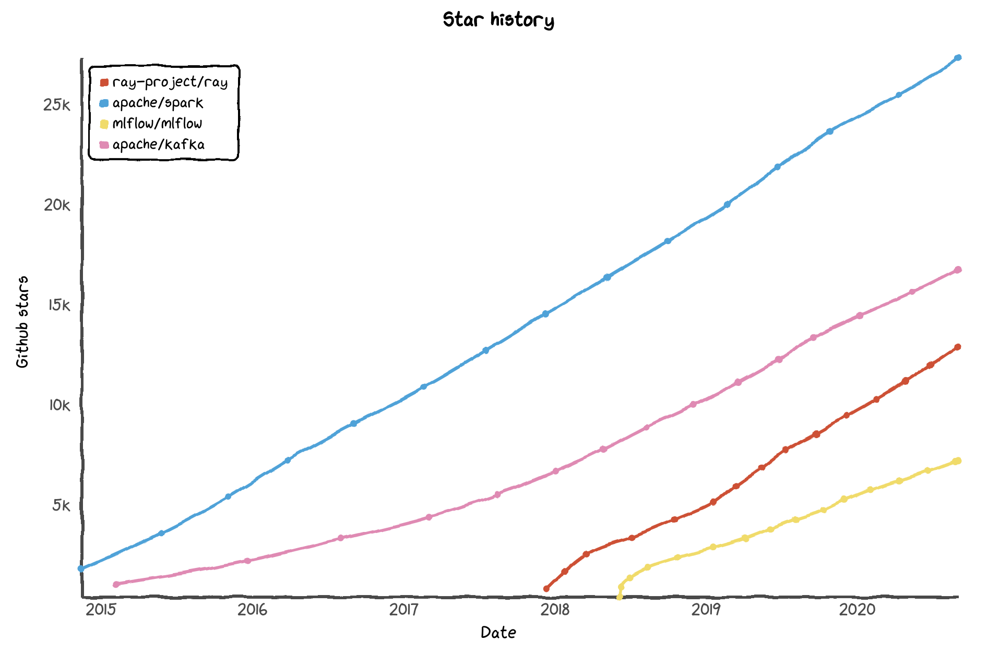 Star history
ray-project/ray
apache/spark
mlflow/mlflow
apache/kafka
25k
20k
15k
10k
5k
Github stars
2015 2016 2017 2018 2019 2020
Date